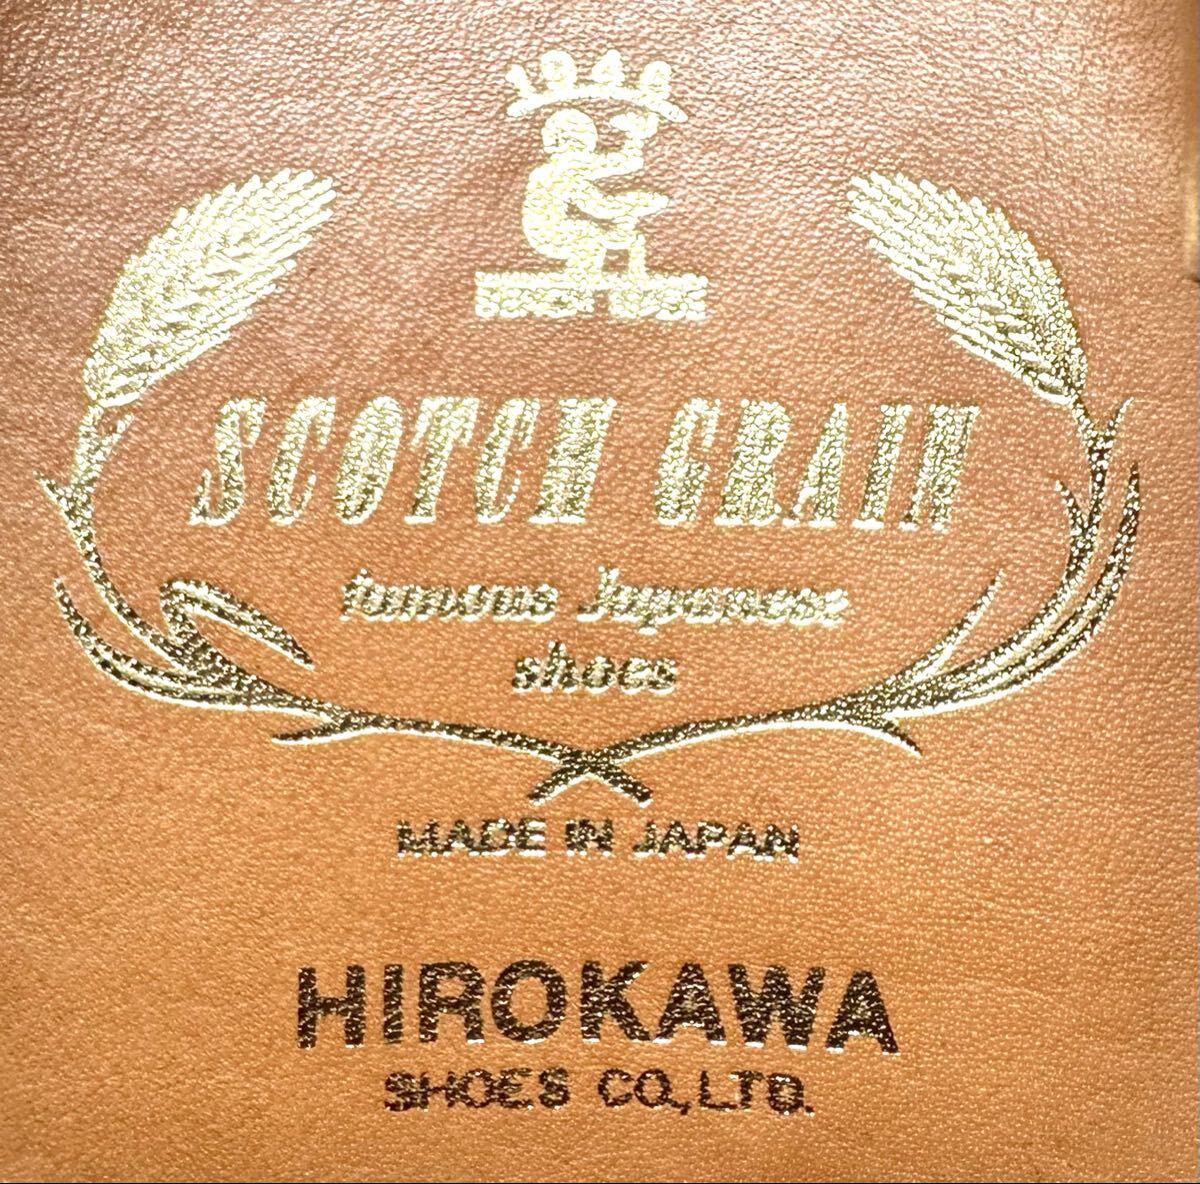 SCOTCH GRAIN
famous Japanese
shoes
MADE IN JAPAN
HIROKAWA
SHOES CO.,LTD.